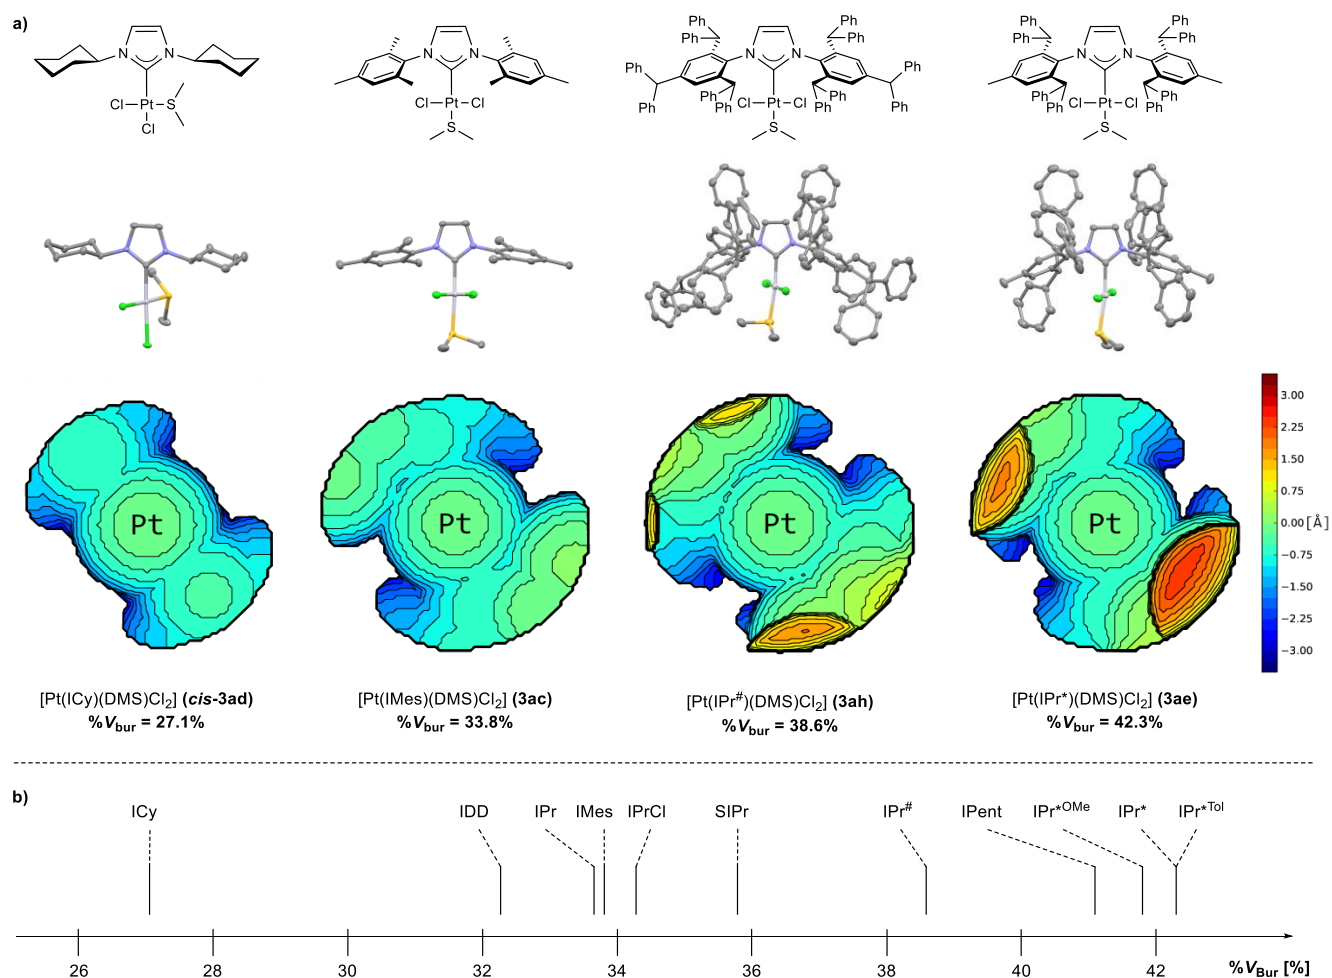 a)
N N
Cl Pt S
Cl
N N
Cl Pt Cl
S
Ph Ph
Ph Ph
Ph N N Ph
Ph Ph
Ph Ph
Ph Cl Pt Cl Ph
Ph Ph
S
Ph Ph
Ph Ph
N N
Ph Ph
Ph Cl Pt Cl Ph
S
Pt
Pt
Pt
Pt
3.00
2.25
1.50
0.75
0.00 [Å]
-0.75
-1.50
-2.25
-3.00
[Pt(ICy)(DMS)Cl₂] (cis-3ad)
%Vbur = 27.1%
[Pt(IMes)(DMS)Cl₂] (3ac)
%Vbur = 33.8%
[Pt(IPr#)(DMS)Cl₂] (3ah)
%Vbur = 38.6%
[Pt(IPr*)(DMS)Cl₂] (3ae)
%Vbur = 42.3%
b)
ICy IDD IPr IMes IPrCl SIPr IPr# IPent IPr*OMe IPr* IPr*Tol
26 28 30 32 34 36 38 40 42 %VBur [%]